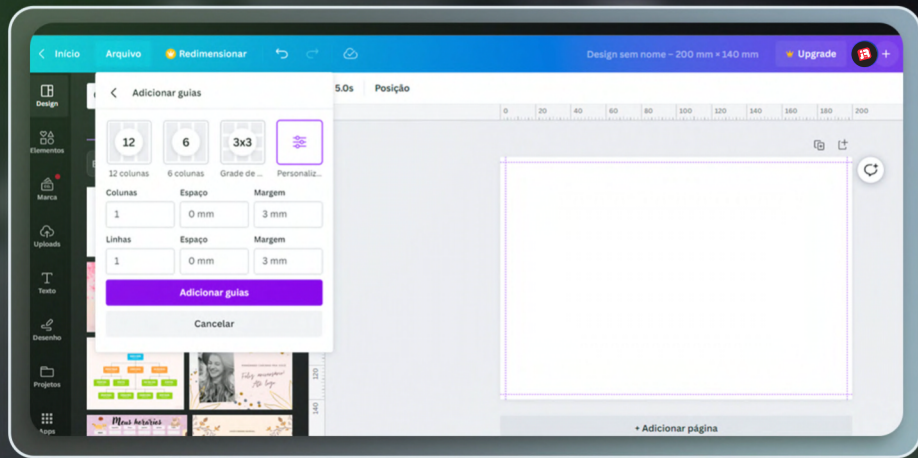 Início
Arquivo
Redimensionar
Design sem nome – 200 mm × 140 mm
Upgrade
+
Design
Elementos
Marca
Uploads
Texto
Desenho
Projetos
Apps
Adicionar guias
12
6
3x3
12 colunas
6 colunas
Grade de ...
Personaliz...
Colunas
Espaço
Margem
1
0 mm
3 mm
Linhas
Espaço
Margem
1
0 mm
3 mm
Adicionar guias
Cancelar
5.0s
Posição
0 20 40 60 80 100 120 140 160 180 200
120
140
Meus horários
+ Adicionar página